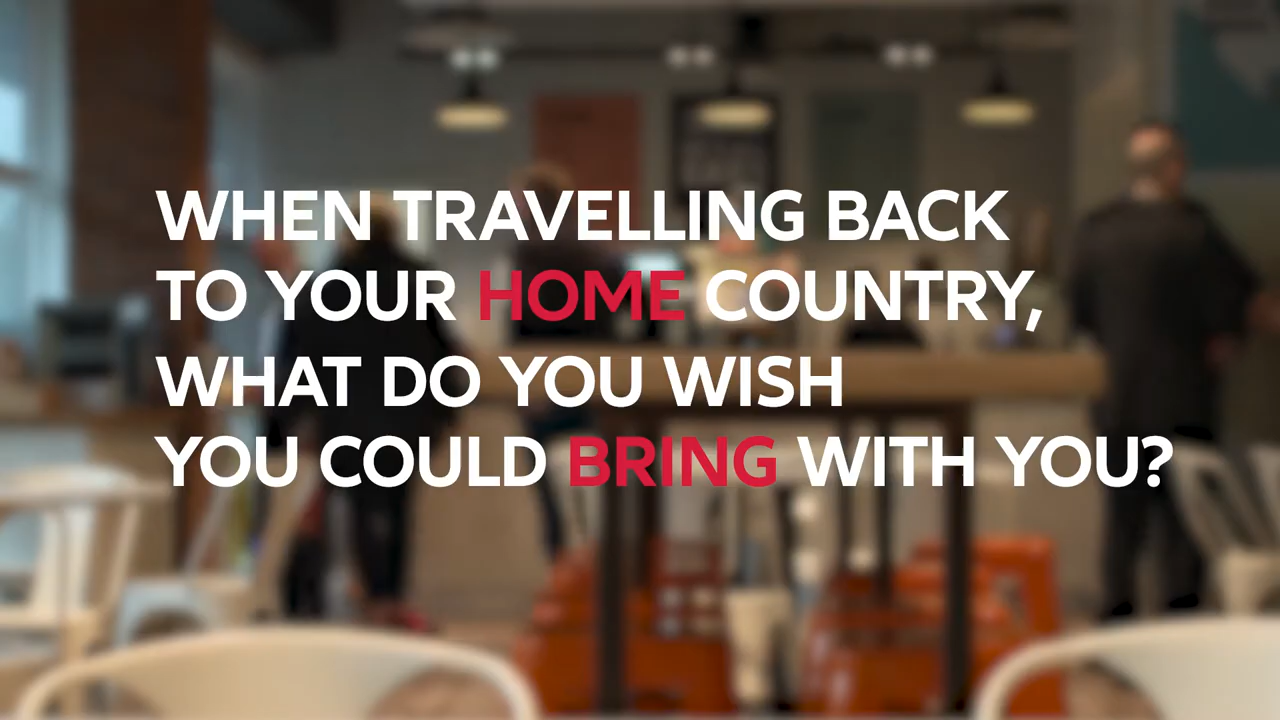 WHEN TRAVELLING BACK
TO YOUR HOME COUNTRY,
WHAT DO YOU WISH
YOU COULD BRING WITH YOU?